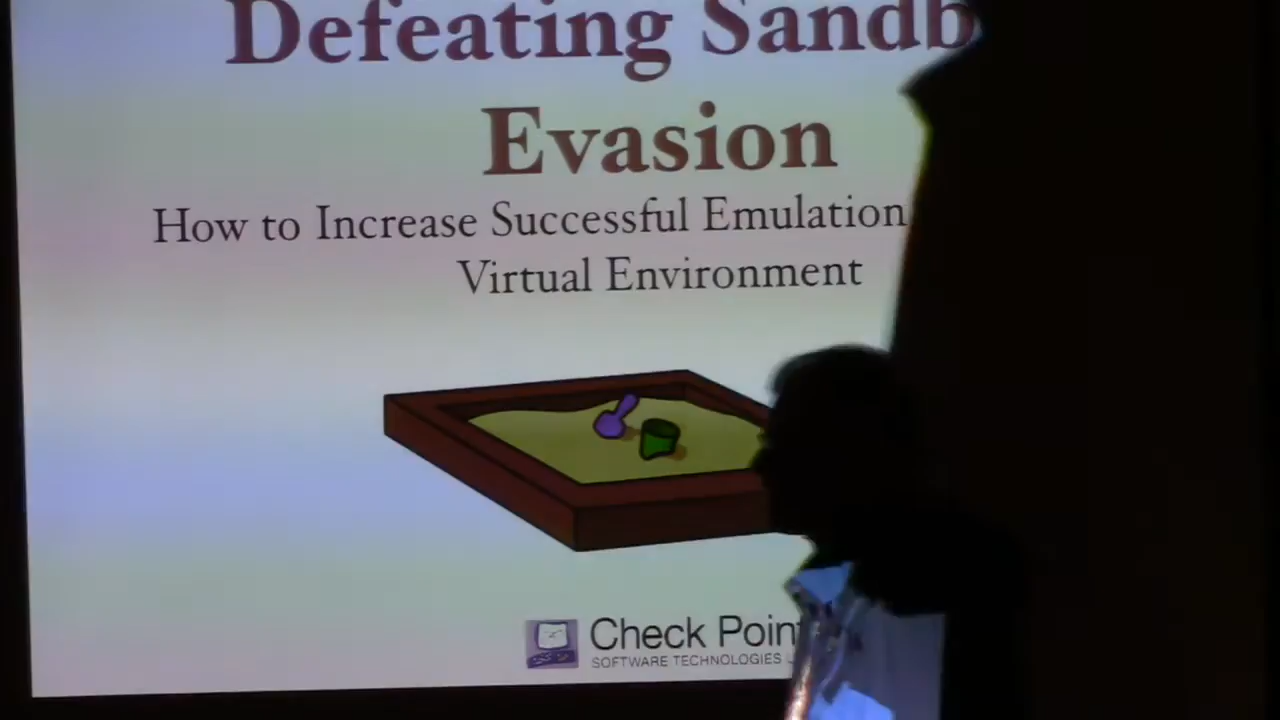 Defeating Sandb
Evasion
How to Increase Successful Emulation
Virtual Environment
Check Poin
SOFTWARE TECHNOLOGIES